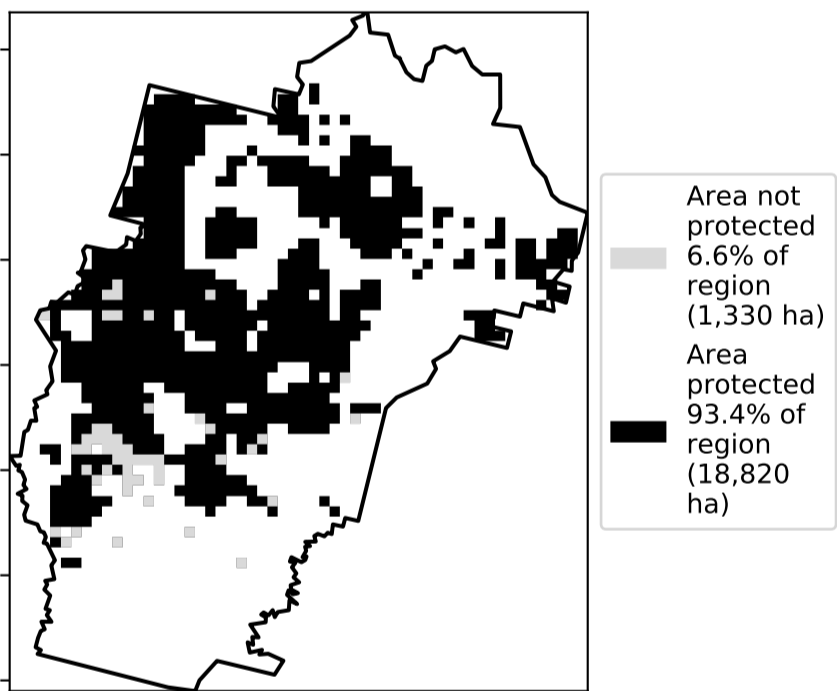 Area not
protected
6.6% of
region
(1,330 ha)
Area
protected
93.4% of
region
(18,820
ha)